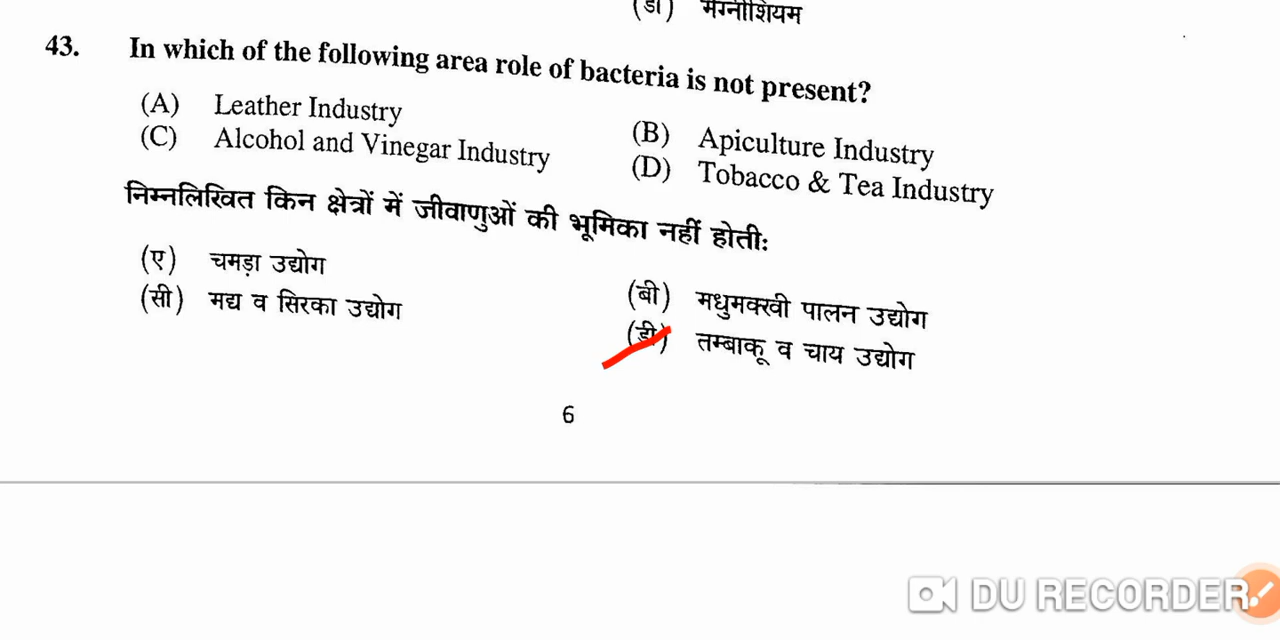 (डी) मैग्नीशियम
43. In which of the following area role of bacteria is not present?
(A) Leather Industry
(B) Apiculture Industry
(C) Alcohol and Vinegar Industry
(D) Tobacco & Tea Industry
निम्नलिखित किन क्षेत्रों में जीवाणुओं की भूमिका नहीं होती:
(ए) चमड़ा उद्योग
(बी) मधुमक्खी पालन उद्योग
(सी) मद्य व सिरका उद्योग
(डी) तम्बाकू व चाय उद्योग
6
DU RECORDER